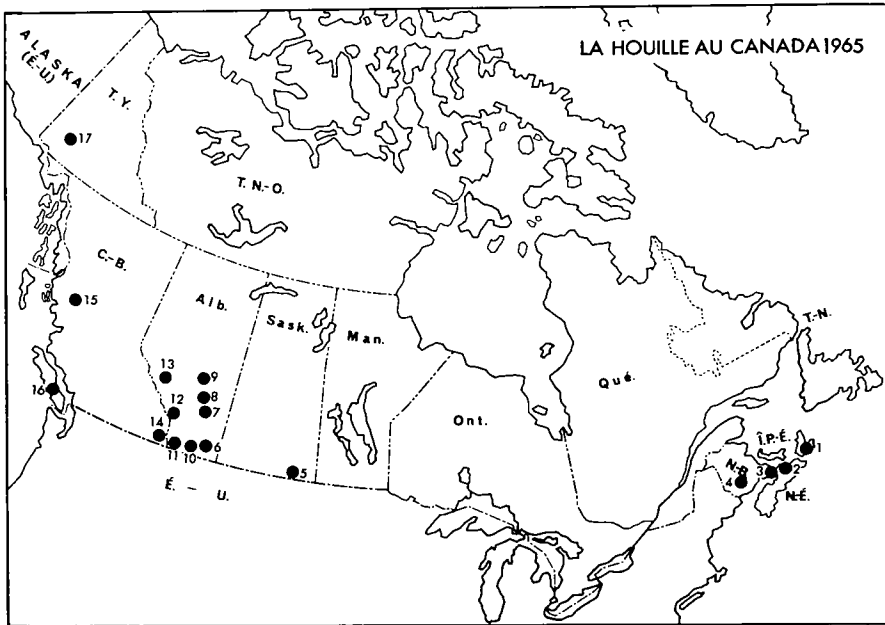 LA HOUILLE AU CANADA 1965
ALASKA
(É.-U.)
T.Y.
17
T.N.-O.
C.-B.
15
Alb.
Sask.
Man.
T.-N.
Qué.
13
9
8
16
12
7
Ont.
14
11
10
6
5
É. - U.
Î.P.-É.
1
N.-B.
3
2
4
N.-É.